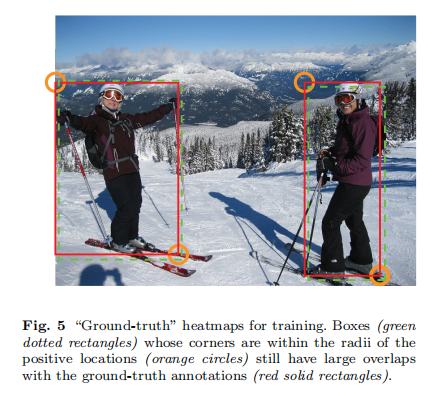 Fig. 5 “Ground-truth” heatmaps for training. Boxes (green
dotted rectangles) whose corners are within the radii of the
positive locations (orange circles) still have large overlaps
with the ground-truth annotations (red solid rectangles).